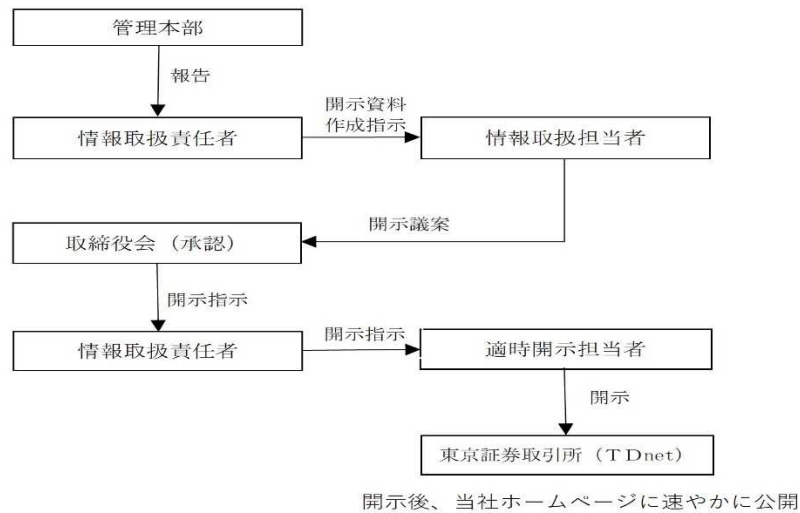 管理本部
報告
開示資料
作成指示
情報取扱責任者
情報取扱担当者
開示議案
取締役会（承認）
開示指示
情報取扱責任者
開示指示
適時開示担当者
開示
東京証券取引所（ＴＤnet）
開示後、当社ホームページに速やかに公開